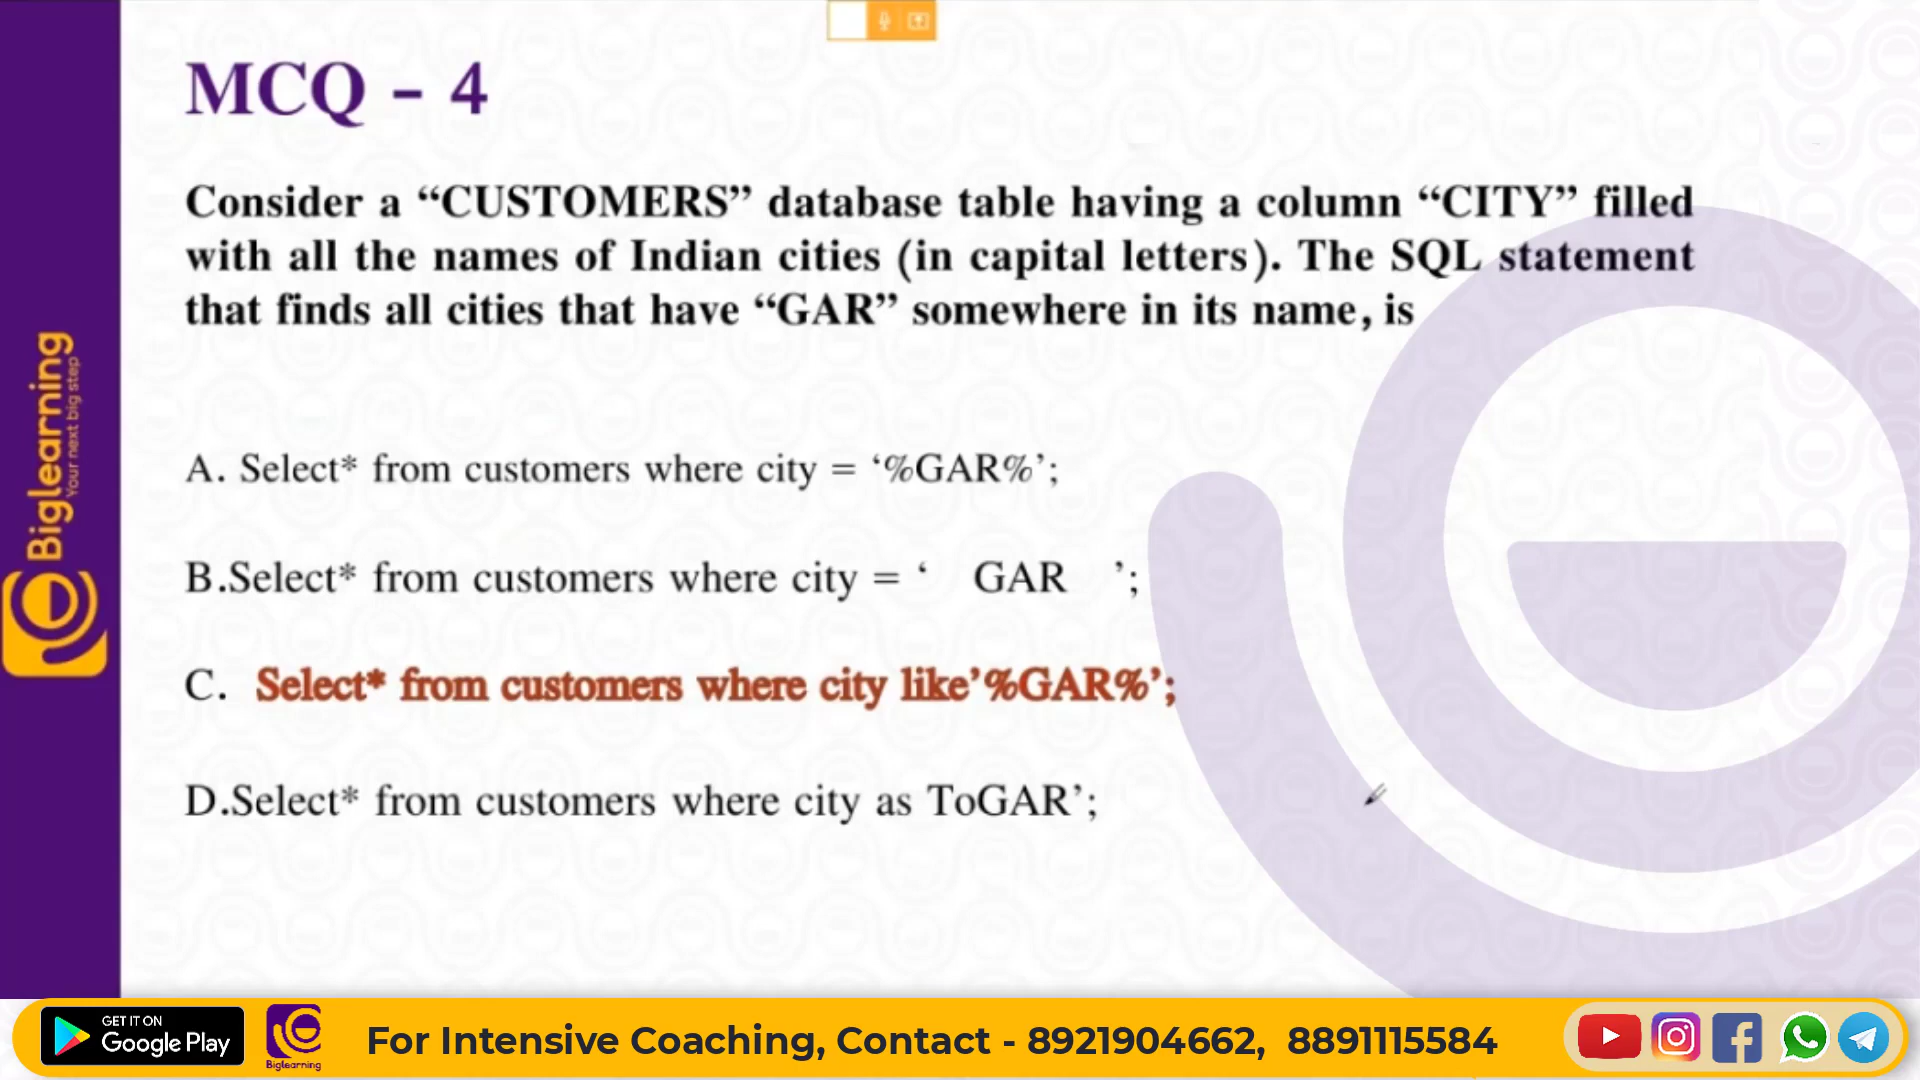 MCQ - 4
Consider a “CUSTOMERS” database table having a column “CITY” filled
with all the names of Indian cities (in capital letters). The SQL statement
that finds all cities that have “GAR” somewhere in its name, is
A. Select* from customers where city = ‘%GAR%’;
B.Select* from customers where city = ‘ GAR ’;
C. Select* from customers where city like’%GAR%’;
D.Select* from customers where city as ToGAR’;
Biglearning
Your next big step
GET IT ON
Google Play
Biglearning
For Intensive Coaching, Contact - 8921904662, 8891115584